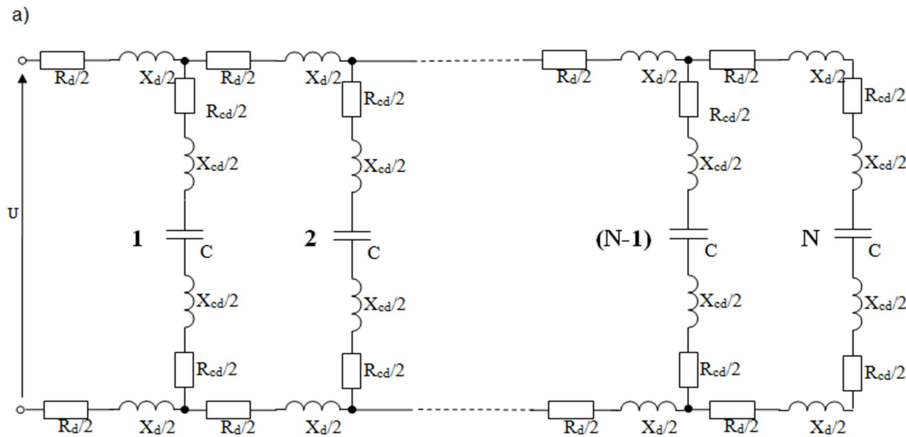 a)
Rd/2 Xd/2 Rd/2 Xd/2 Rd/2 Xd/2 Rd/2 Xd/2
Rcd/2 Rcd/2 Rcd/2 Rcd/2
Xcd/2 Xcd/2 Xcd/2 Xcd/2
U 1 C 2 C (N-1) C N C
Xcd/2 Xcd/2 Xcd/2 Xcd/2
Rcd/2 Rcd/2 Rcd/2 Rcd/2
Rd/2 Xd/2 Rd/2 Xd/2 Rd/2 Xd/2 Rd/2 Xd/2